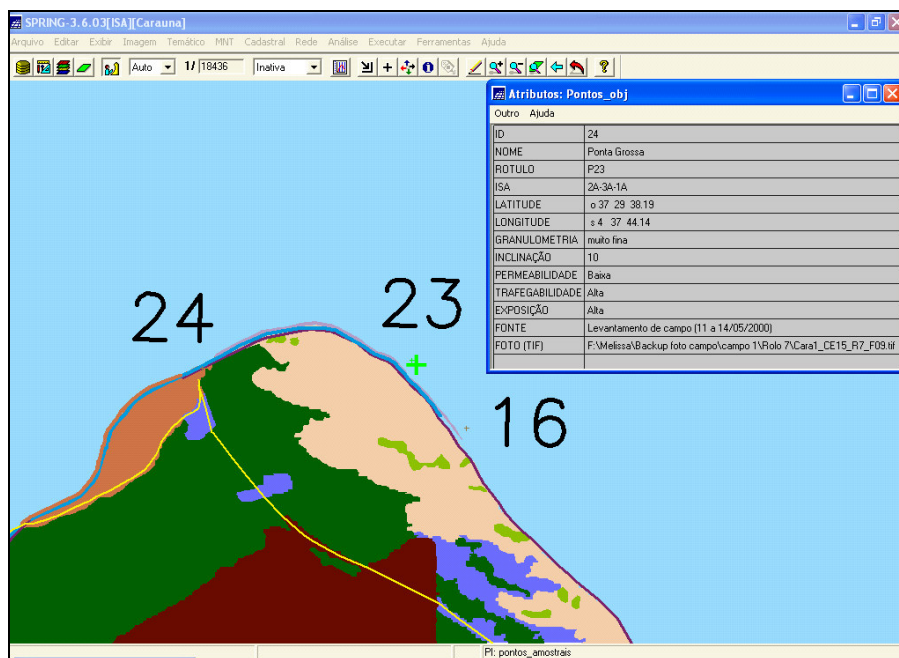 SPRING-3.6.03[ISA][Carauna]
Arquivo Editar Exibir Imagem Temático MNT Cadastral Rede Análise Executar Ferramentas Ajuda
Auto 1/ 18436 Inativa
Atributos: Pontos_obj
Outro Ajuda
ID 24
NOME Ponta Grossa
ROTULO P23
ISA 2A-3A-1A
LATITUDE o 37 29 38.19
LONGITUDE s 4 37 44.14
GRANULOMETRIA muito fina
INCLINAÇÃO 10
PERMEABILIDADE Baixa
TRAFEGABILIDADE Alta
EXPOSIÇÃO Alta
FONTE Levantamento de campo (11 a 14/05/2000)
FOTO (TIF) F:\Melissa\Backup foto campo\campo 1\Rolo 7\Cara1_CE15_R7_F09.tif
24
23
16
PI: pontos_amostrais